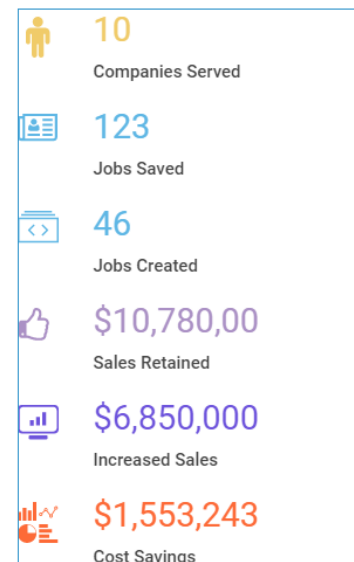 10
Companies Served
123
Jobs Saved
46
Jobs Created
$10,780,00
Sales Retained
$6,850,000
Increased Sales
$1,553,243
Cost Savings